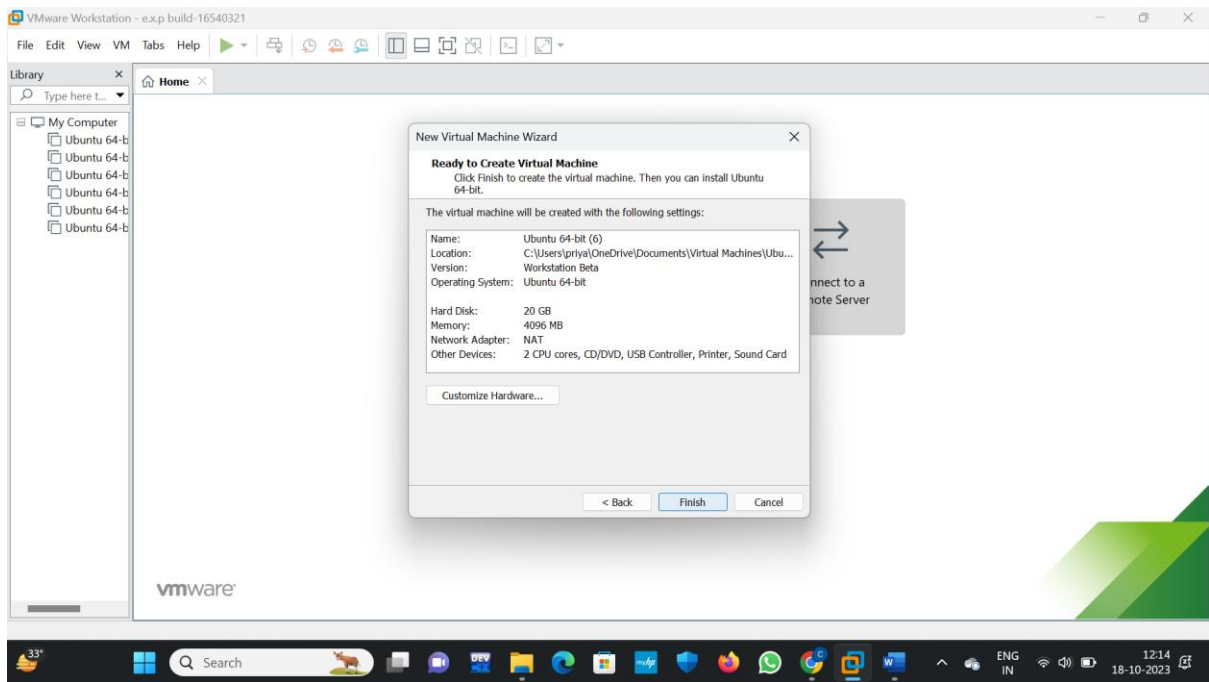 VMware Workstation - e.x.p build-16540321
File Edit View VM Tabs Help
Library
Home
Type here t...
My Computer
Ubuntu 64-b
Ubuntu 64-b
Ubuntu 64-b
Ubuntu 64-b
Ubuntu 64-b
Ubuntu 64-b
New Virtual Machine Wizard
Ready to Create Virtual Machine
Click Finish to create the virtual machine. Then you can install Ubuntu
64-bit.
The virtual machine will be created with the following settings:
Name: Ubuntu 64-bit (6)
Location: C:\Users\priya\OneDrive\Documents\Virtual Machines\Ubu...
Version: Workstation Beta
Operating System: Ubuntu 64-bit
Hard Disk: 20 GB
Memory: 4096 MB
Network Adapter: NAT
Other Devices: 2 CPU cores, CD/DVD, USB Controller, Printer, Sound Card
Customize Hardware...
< Back Finish Cancel
nnect to a
note Server
vmware
33°
Search
DEV
mhp
ENG
IN
12:14
18-10-2023